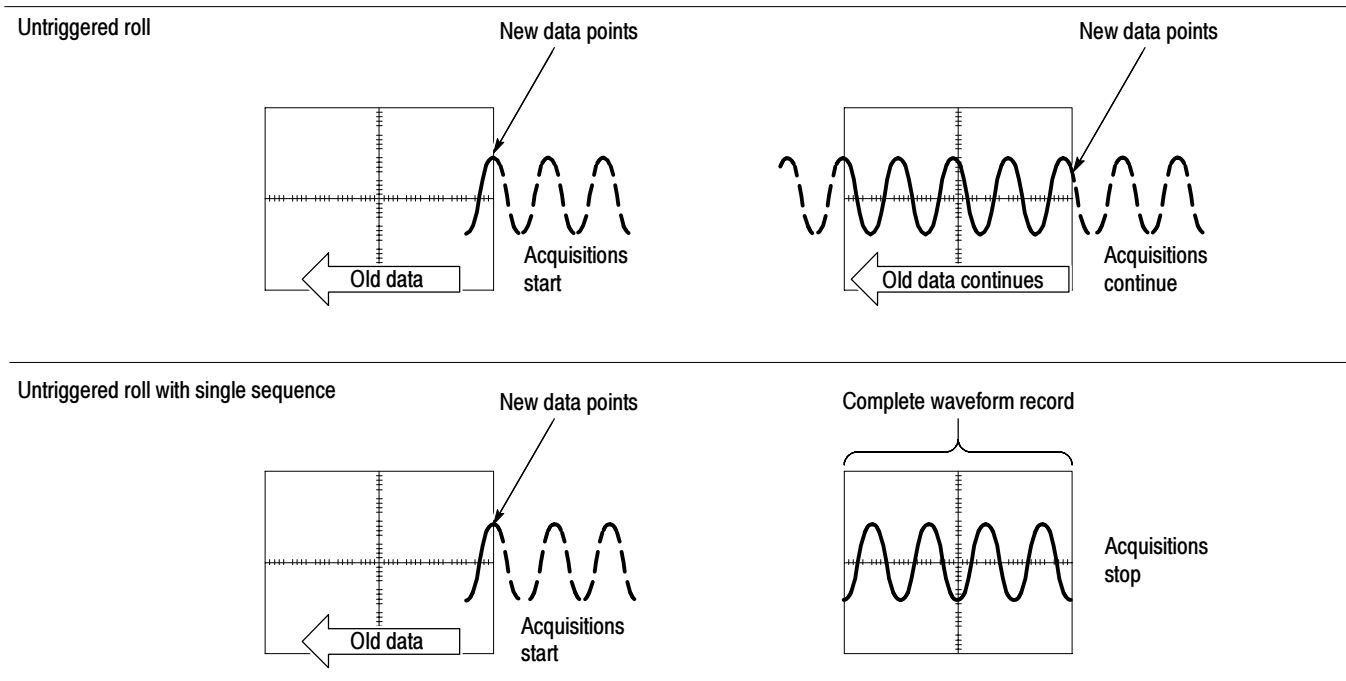 Untriggered roll
New data points
New data points
Acquisitions
start
Old data
Acquisitions
continue
Old data continues
Untriggered roll with single sequence
New data points
Complete waveform record
Acquisitions
start
Old data
Acquisitions
stop